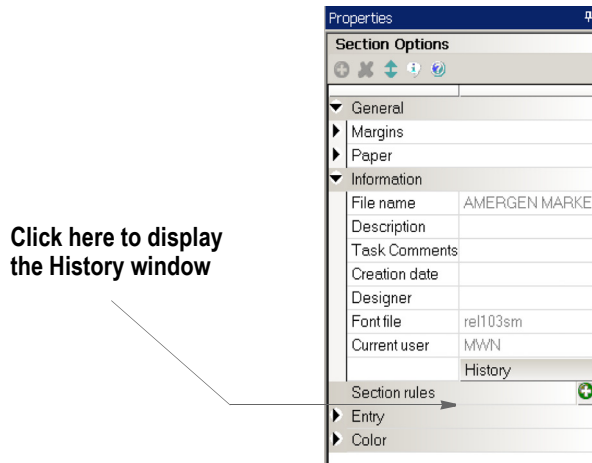 Properties
Section Options
General
Margins
Paper
Information
File name AMERGEN MARKE
Description
Task Comments
Creation date
Designer
Font file rel103sm
Current user MWN
History
Section rules
Entry
Color
Click here to display
the History window